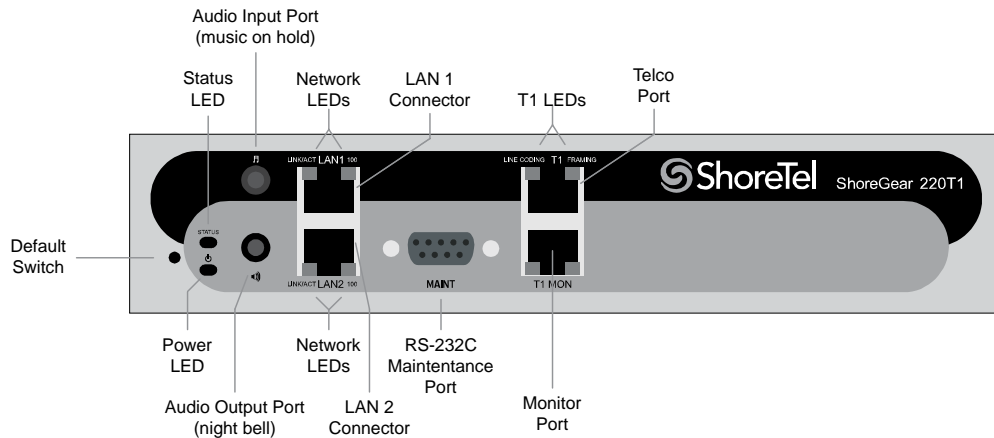 Audio Input Port
(music on hold)
Status
LED
Network
LEDs
LAN 1
Connector
T1 LEDs
Telco
Port
LINK/ACT LAN1 100
LINE CODING T1 FRAMING
ShoreTel
ShoreGear 220T1
STATUS
Default
Switch
LINK/ACT LAN2 100
MAINT
T1 MON
Power
LED
Network
LEDs
RS-232C
Maintentance
Port
Audio Output Port
(night bell)
LAN 2
Connector
Monitor
Port